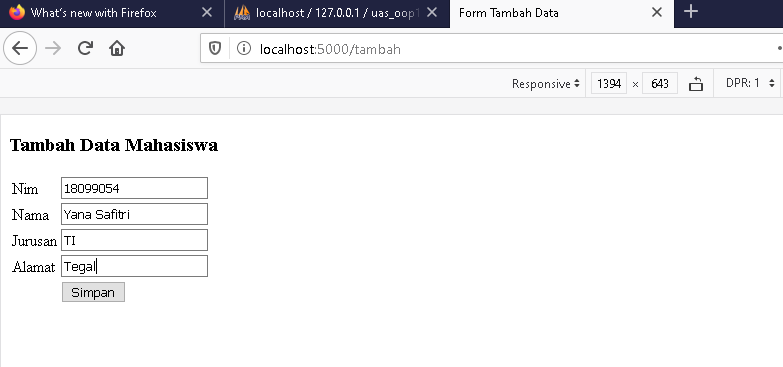 What's new with Firefox
localhost / 127.0.0.1 / uas_oop1
Form Tambah Data
localhost:5000/tambah
Responsive 1394 × 643 DPR: 1
Tambah Data Mahasiswa
Nim 18099054
Nama Yana Safitri
Jurusan TI
Alamat Tegal
Simpan